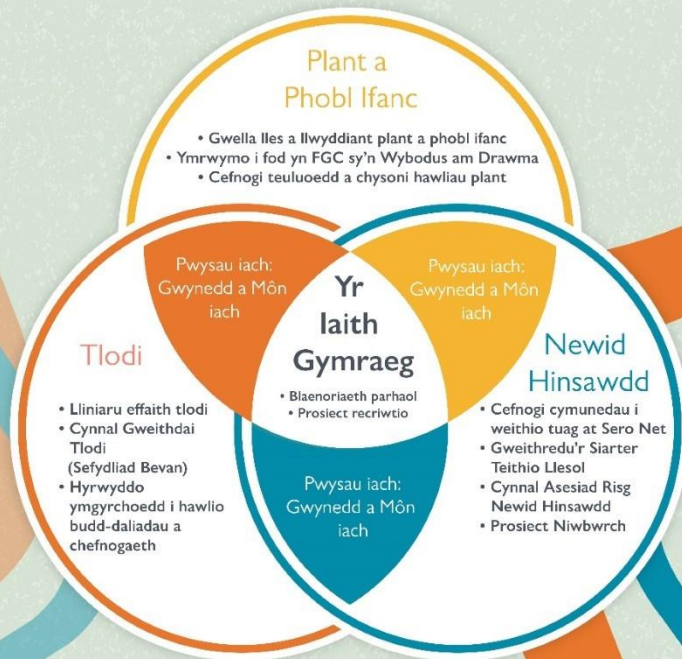 Plant a
Phobl Ifanc
• Gwella lles a llwyddiant plant a phobl ifanc
• Ymrwymo i fod yn FGC sy'n Wybodus am Drawma
• Cefnogi teuluoedd a chysoni hawliau plant
Pwysau iach:
Gwynedd a Môn
iach
Pwysau iach:
Gwynedd a Môn
iach
Yr
Iaith
Gymraeg
• Blaenoriaeth parhaol
• Prosiect recriwtio
Tlodi
• Lliniaru effaith tlodi
• Cynnal Gweithdai
Tlodi
(Sefydliad Bevan)
• Hyrwyddo
ymgyrchoedd i hawlio
budd-daliadau a
chefnogaeth
Newid
Hinsawdd
• Cefnogi cymunedau i
weithio tuag at Sero Net
• Gweithredu'r Siarter
Teithio Llesol
• Cynnal Asesiad Risg
Newid Hinsawdd
• Prosiect Niwbwrch
Pwysau iach:
Gwynedd a Môn
iach